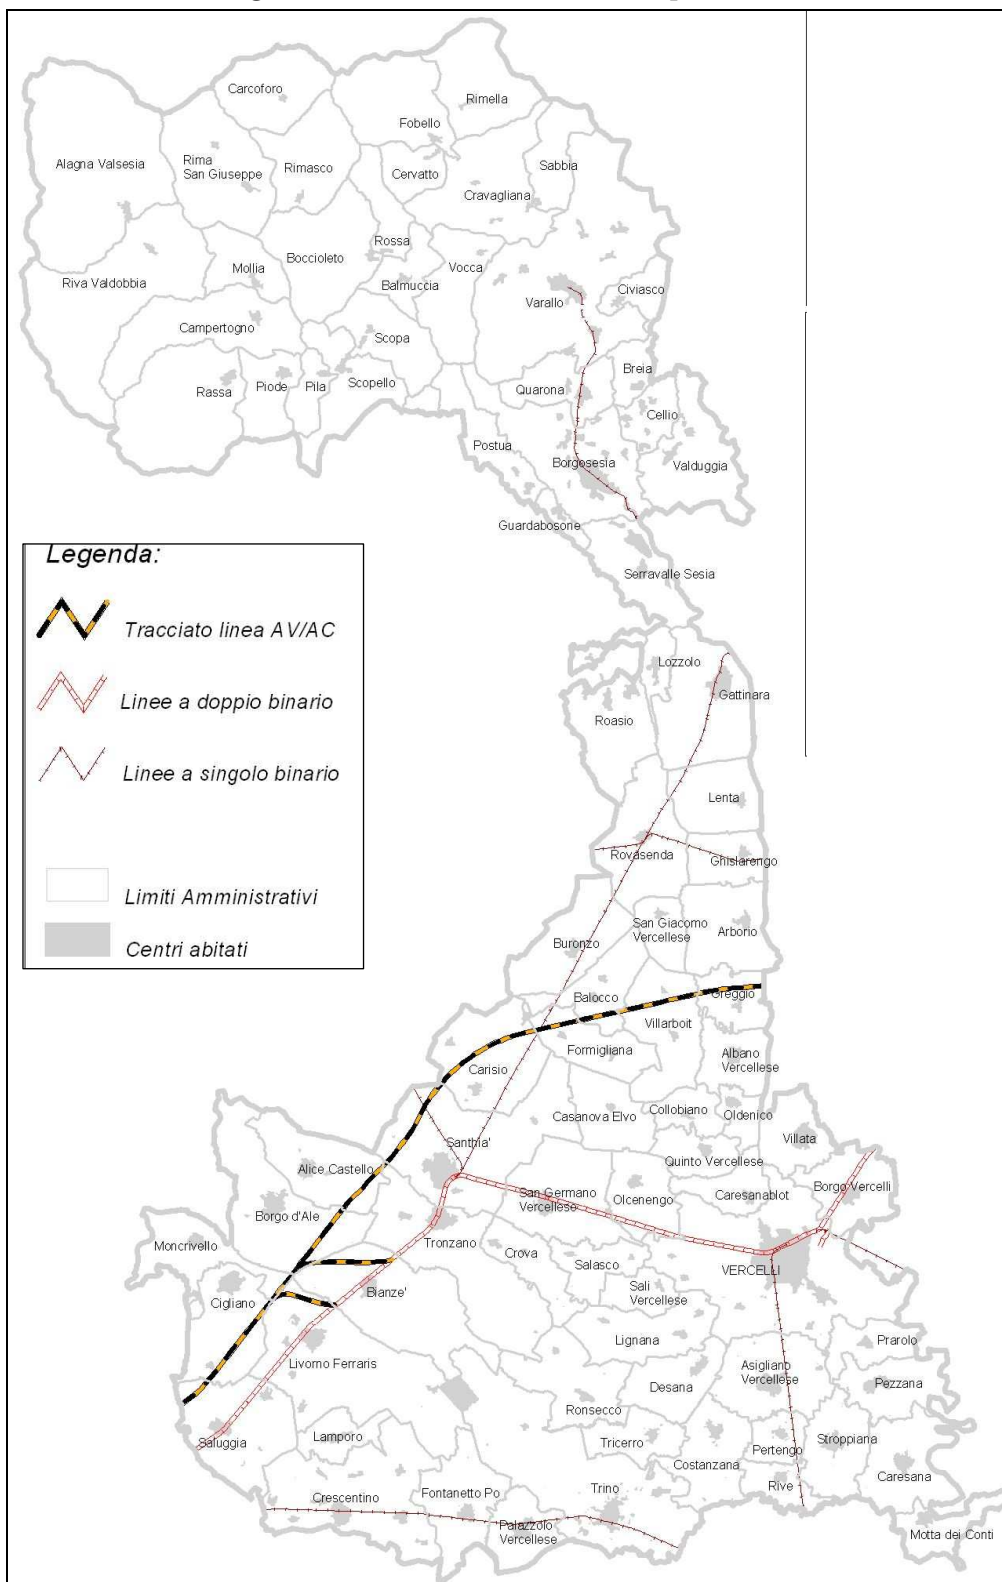 Carcoforo
Rimella
Fobello
Alagna Valsesia
Rima
San Giuseppe
Rimasco
Cervatto
Sabbia
Cravagliana
Rossa
Boccioleto
Mollia
Vocca
Riva Valdobbia
Balmuccia
Varallo
Civiasco
Campertogno
Scopa
Breia
Rassa
Piode
Pila
Scopello
Quarona
Cellio
Postua
Borgosesia
Valduggia
Guardabosone
Serravalle Sesia
Legenda:
Tracciato linea AV/AC
Linee a doppio binario
Linee a singolo binario
Limiti Amministrativi
Centri abitati
Lozzolo
Gattinara
Roasio
Lenta
Rovasenda
Ghislarengo
San Giacomo
Vercellese
Arborio
Buronzo
Balocco
Greggio
Villarboit
Formigliana
Albano
Vercellese
Carisio
Casanova Elvo
Collobiano
Oldenico
Santhia'
Villata
Alice Castello
Quinto Vercellese
San Germano
Vercellese
Olcenengo
Caresanablot
Borgo Vercelli
Borgo d'Ale
Moncrivello
Tronzano
Crova
Salasco
VERCELLI
Cigliano
Bianze'
Sali
Vercellese
Livorno Ferraris
Lignana
Prarolo
Asigliano
Vercellese
Desana
Pezzana
Ronsecco
Saluggia
Lamporo
Tricerro
Pertengo
Stroppiana
Costanzana
Caresana
Crescentino
Fontanetto Po
Trino
Rive
Palazzolo
Vercellese
Motta dei Conti